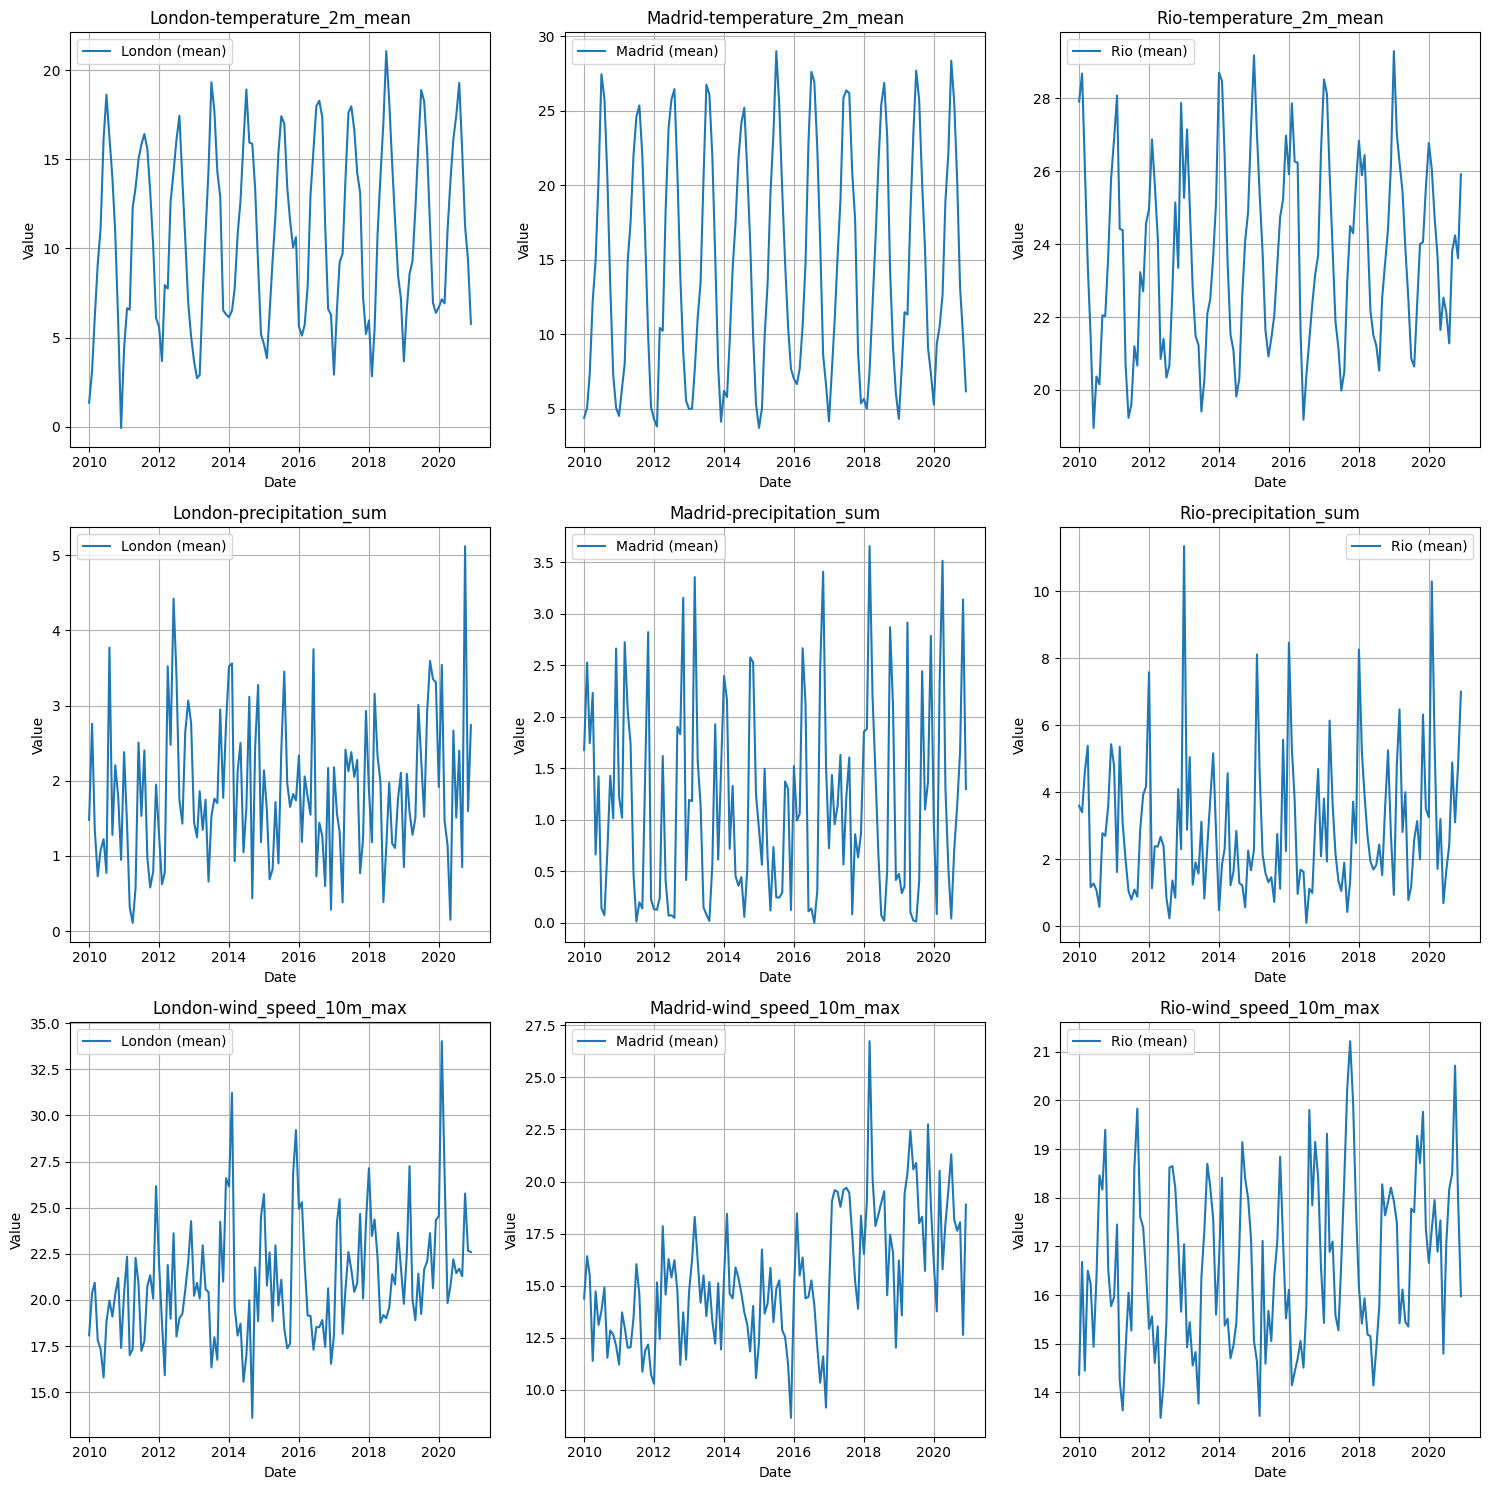 London-temperature_2m_mean
London (mean)
Value
20
15
10
5
0
2010 2012 2014 2016 2018 2020
Date
Madrid-temperature_2m_mean
Madrid (mean)
Value
30
25
20
15
10
5
2010 2012 2014 2016 2018 2020
Date
Rio-temperature_2m_mean
Rio (mean)
Value
28
26
24
22
20
2010 2012 2014 2016 2018 2020
Date
London-precipitation_sum
London (mean)
Value
5
4
3
2
1
0
2010 2012 2014 2016 2018 2020
Date
Madrid-precipitation_sum
Madrid (mean)
Value
3.5
3.0
2.5
2.0
1.5
1.0
0.5
0.0
2010 2012 2014 2016 2018 2020
Date
Rio-precipitation_sum
Rio (mean)
Value
10
8
6
4
2
0
2010 2012 2014 2016 2018 2020
Date
London-wind_speed_10m_max
London (mean)
Value
35.0
32.5
30.0
27.5
25.0
22.5
20.0
17.5
15.0
2010 2012 2014 2016 2018 2020
Date
Madrid-wind_speed_10m_max
Madrid (mean)
Value
27.5
25.0
22.5
20.0
17.5
15.0
12.5
10.0
2010 2012 2014 2016 2018 2020
Date
Rio-wind_speed_10m_max
Rio (mean)
Value
21
20
19
18
17
16
15
14
2010 2012 2014 2016 2018 2020
Date